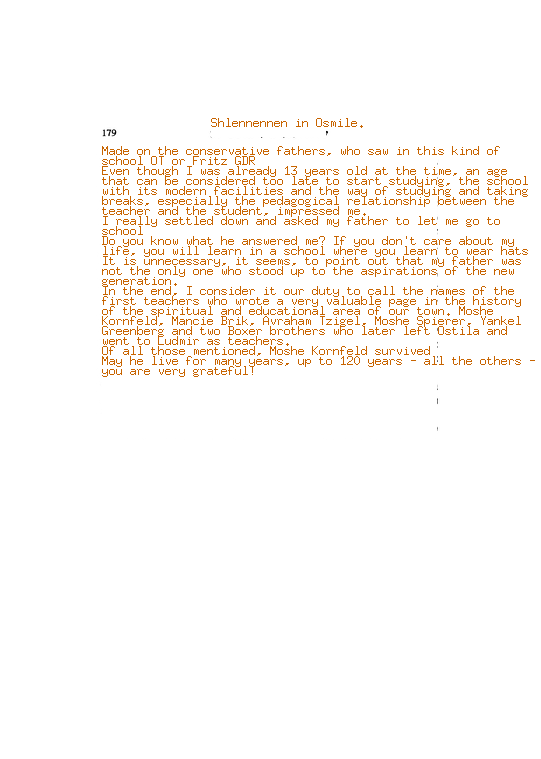 Shlennennen in Osmile.
179
Made on the conservative fathers, who saw in this kind of
school OT or Fritz GDR
Even though I was already 13 years old at the time, an age
that can be considered too late to start studying, the school
with its modern facilities and the way of studying and taking
breaks, especially the pedagogical relationship between the
teacher and the student, impressed me.
I really settled down and asked my father to let me go to
school
Do you know what he answered me? If you don't care about my
life, you will learn in a school where you learn to wear hats
It is unnecessary, it seems, to point out that my father was
not the only one who stood up to the aspirations of the new
generation.
In the end, I consider it our duty to call the names of the
first teachers who wrote a very valuable page in the history
of the spiritual and educational area of our town. Moshe
Kornfeld, Mancie Brik, Avraham Tzigel, Moshe Spierer, Yankel
Greenberg and two Boxer brothers who later left Ostila and
went to Ludmir as teachers.
Of all those mentioned, Moshe Kornfeld survived
May he live for many years, up to 120 years - all the others -
you are very grateful!